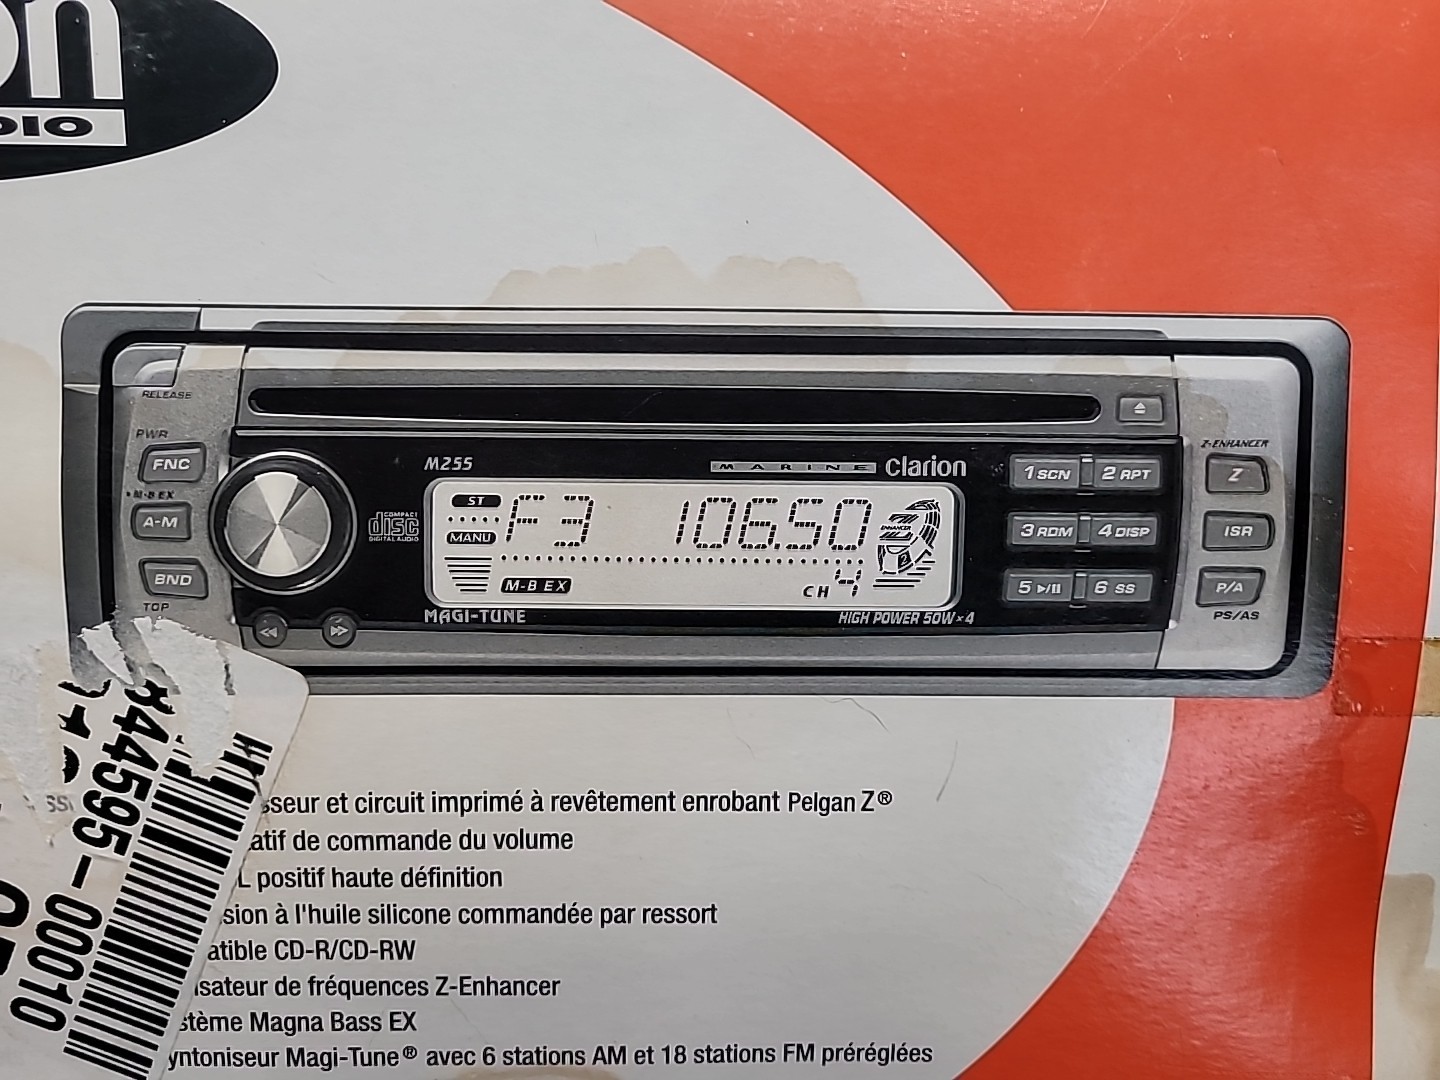 on
DIO
RELEASE
PWR
FNC
M-B EX
A-M
BND
TOP
M255
MARINE Clarion
COMPACT
disc
DIGITAL AUDIO
ST
MANU
F3 106.50
ENHANCER
Z
M-B EX
CH 4
MAGI-TUNE
HIGH POWER 50W×4
1 SCN
2 RPT
3 RDM
4 DISP
5 ▷/II
6 SS
Z-ENHANCER
Z
ISR
P/A
PS/AS
44595-00010
sseur et circuit imprimé à revêtement enrobant Pelgan Z®
atif de commande du volume
L positif haute définition
sion à l'huile silicone commandée par ressort
atible CD-R/CD-RW
isateur de fréquences Z-Enhancer
stème Magna Bass EX
yntoniseur Magi-Tune® avec 6 stations AM et 18 stations FM préréglées